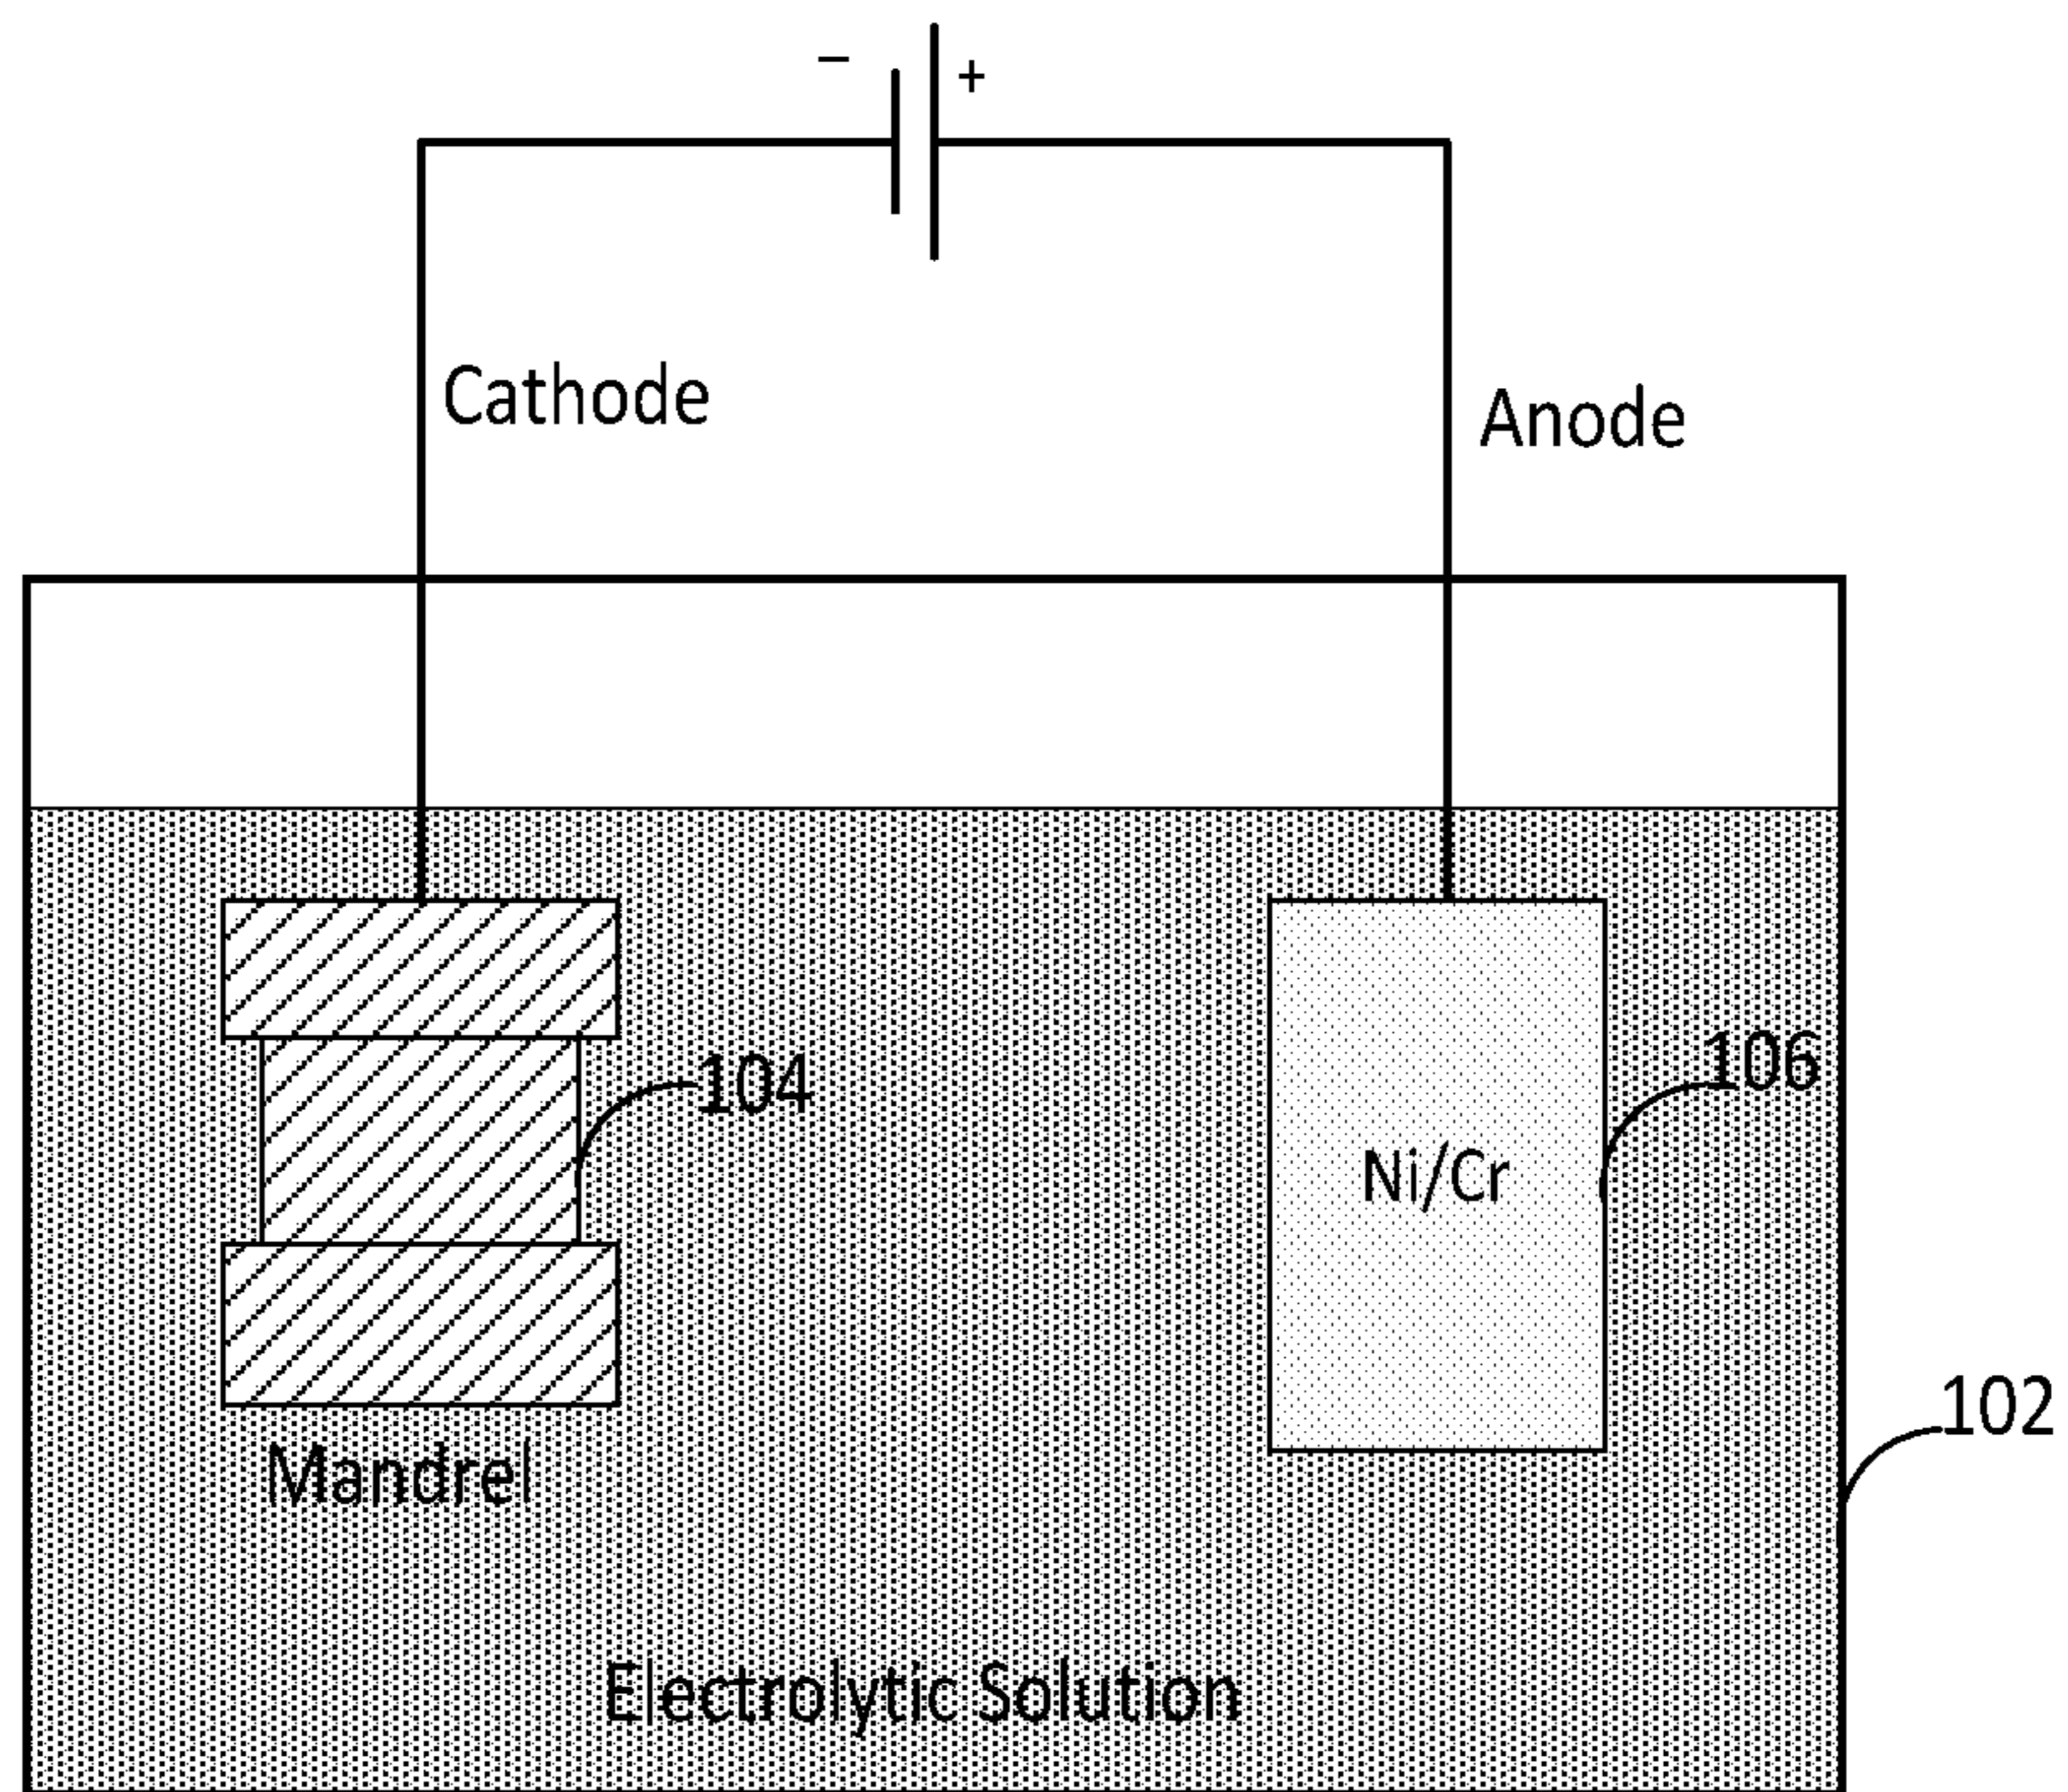 − +
Cathode
Anode
104
106
Ni/Cr
102
Mandrel
Electrolytic Solution